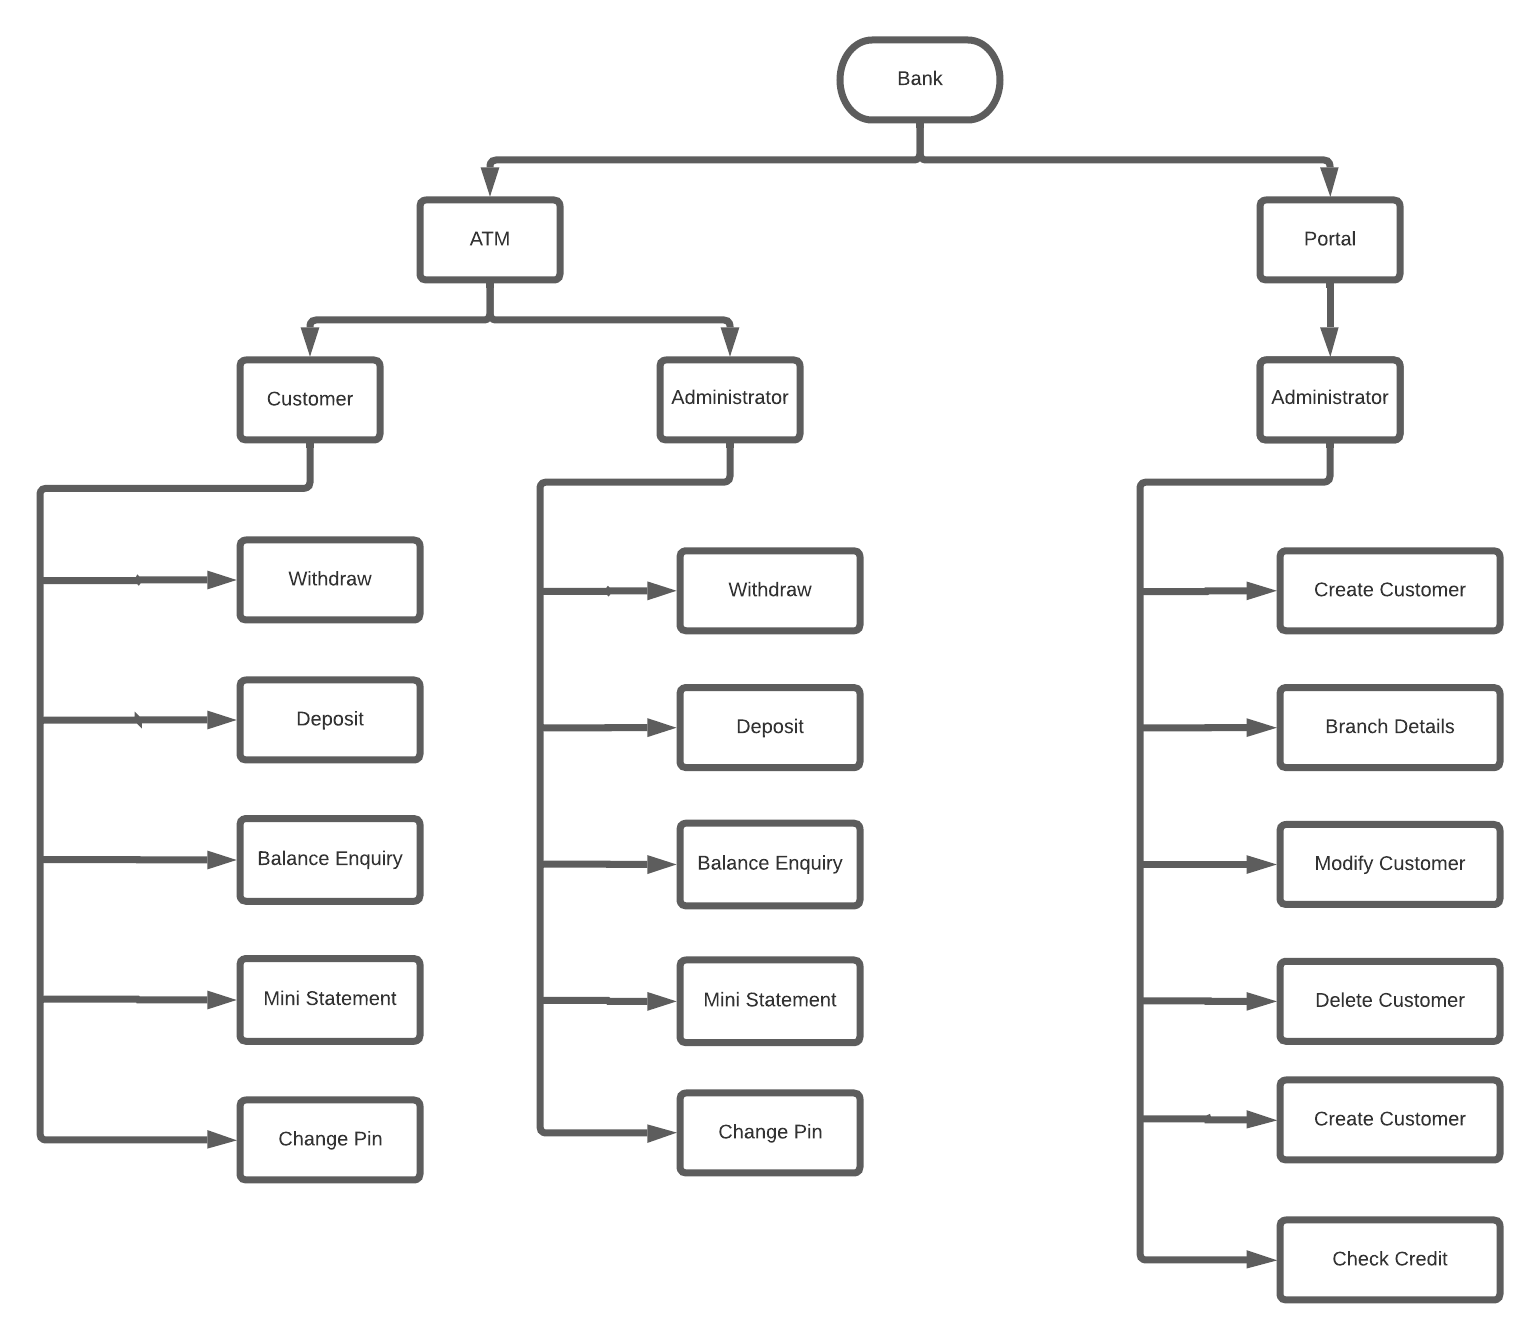 Bank
ATM
Portal
Customer
Administrator
Administrator
Withdraw
Deposit
Balance Enquiry
Mini Statement
Change Pin
Withdraw
Deposit
Balance Enquiry
Mini Statement
Change Pin
Create Customer
Branch Details
Modify Customer
Delete Customer
Create Customer
Check Credit